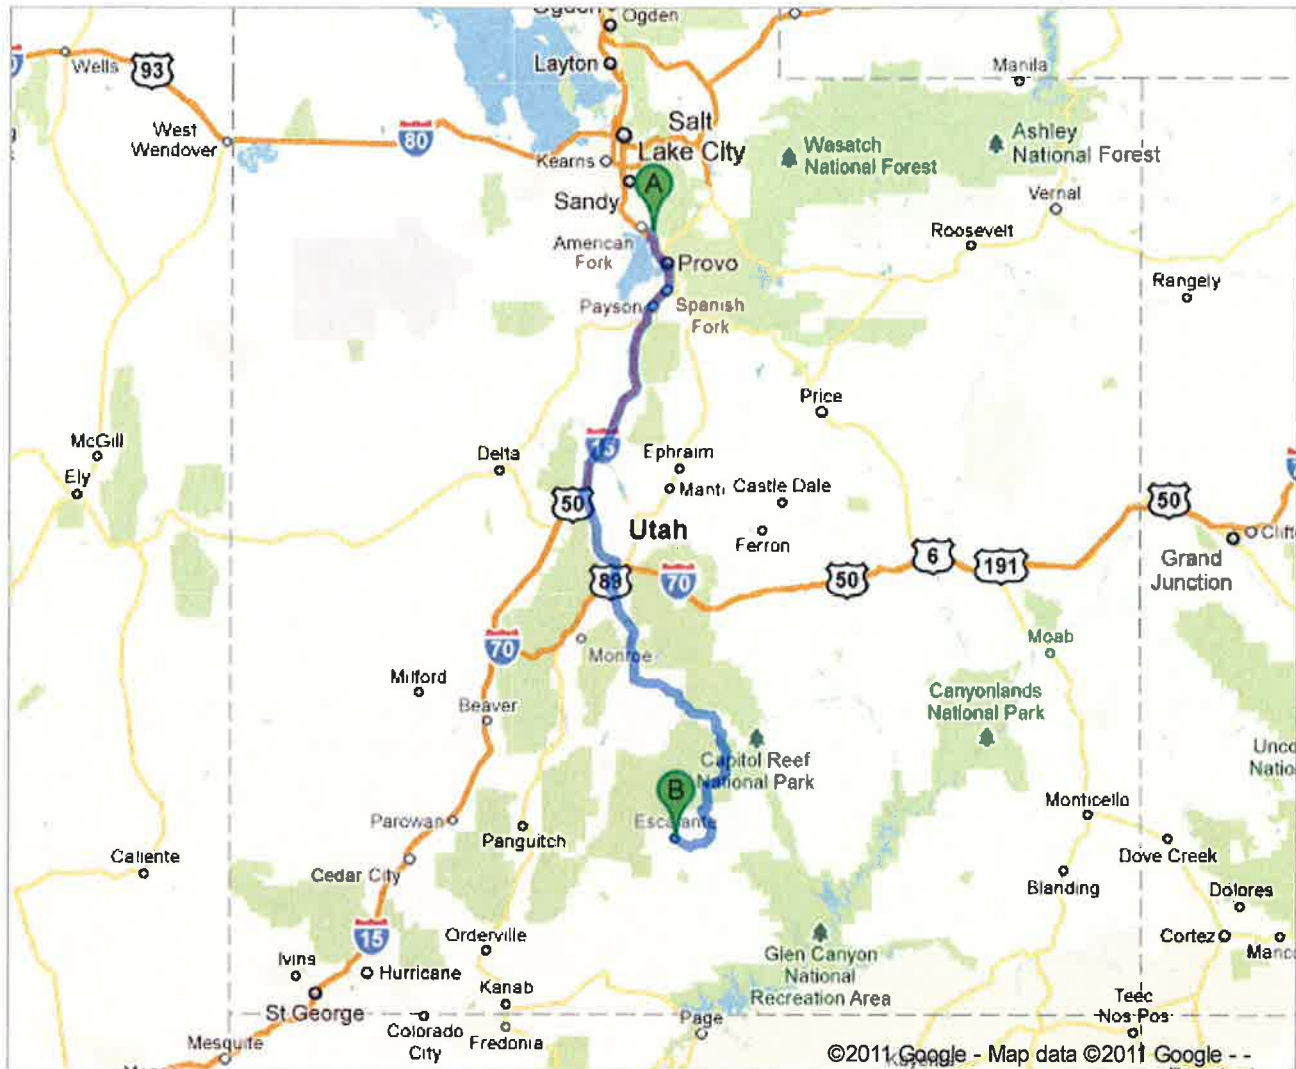 Ogden
Ogden
Layton
Wells
93
Manila
West
Wendover
80
Salt
Lake City
Kearns
Wasatch
National Forest
Ashley
National Forest
A
Sandy
Vernal
American
Fork
Roosevelt
Provo
Rangely
Payson
Spanish
Fork
Price
McGill
Ely
Delta
15
Ephraim
Manti
Castle Dale
50
Utah
Ferron
50
Grand
Junction
89
70
50
6
191
70
Monroe
Moab
Milford
Beaver
Canyonlands
National Park
Capitol Reef
National Park
B
Escalante
Parowan
Panguitch
Monticello
Dove Creek
Caliente
Cedar City
Blanding
Dolores
15
Orderville
Glen Canyon
National
Recreation Area
Cortez
Ivins
Hurricane
St George
Kanab
Colorado
City
Fredonia
Page
Teec
Nos Pos
Mesquite
©2011 Google - Map data ©2011 Google - -